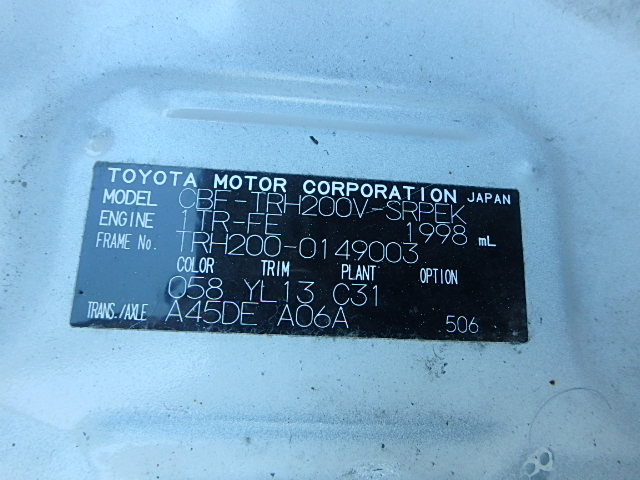 TOYOTA MOTOR CORPORATION JAPAN
MODEL CBF-TRH200V-SRPEK
ENGINE 1TR-FE 1998 mL
FRAME No. TRH200-0149003
COLOR TRIM PLANT OPTION
058 YL13 C31
TRANS./AXLE A45DE A06A 506